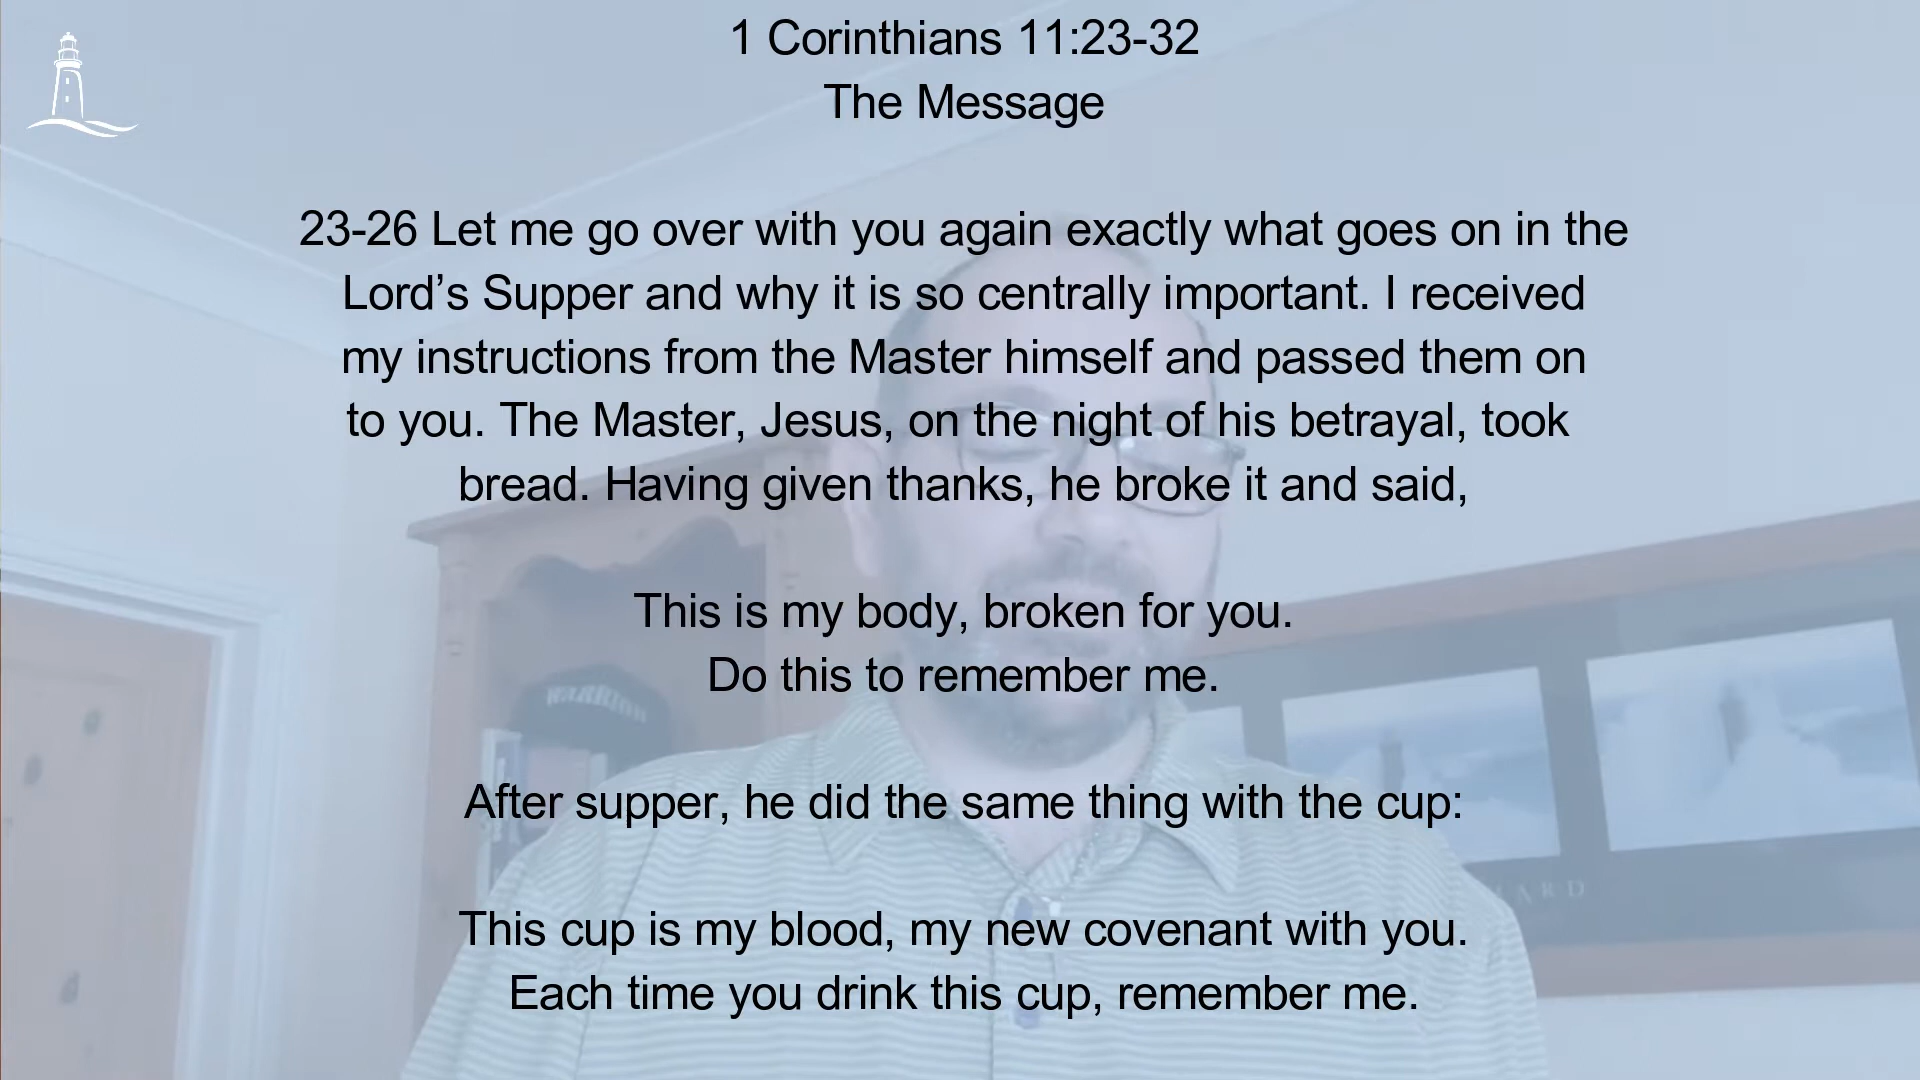 1 Corinthians 11:23-32
The Message
23-26 Let me go over with you again exactly what goes on in the
Lord’s Supper and why it is so centrally important. I received
my instructions from the Master himself and passed them on
to you. The Master, Jesus, on the night of his betrayal, took
bread. Having given thanks, he broke it and said,
This is my body, broken for you.
Do this to remember me.
After supper, he did the same thing with the cup:
This cup is my blood, my new covenant with you.
Each time you drink this cup, remember me.
WARRIOR